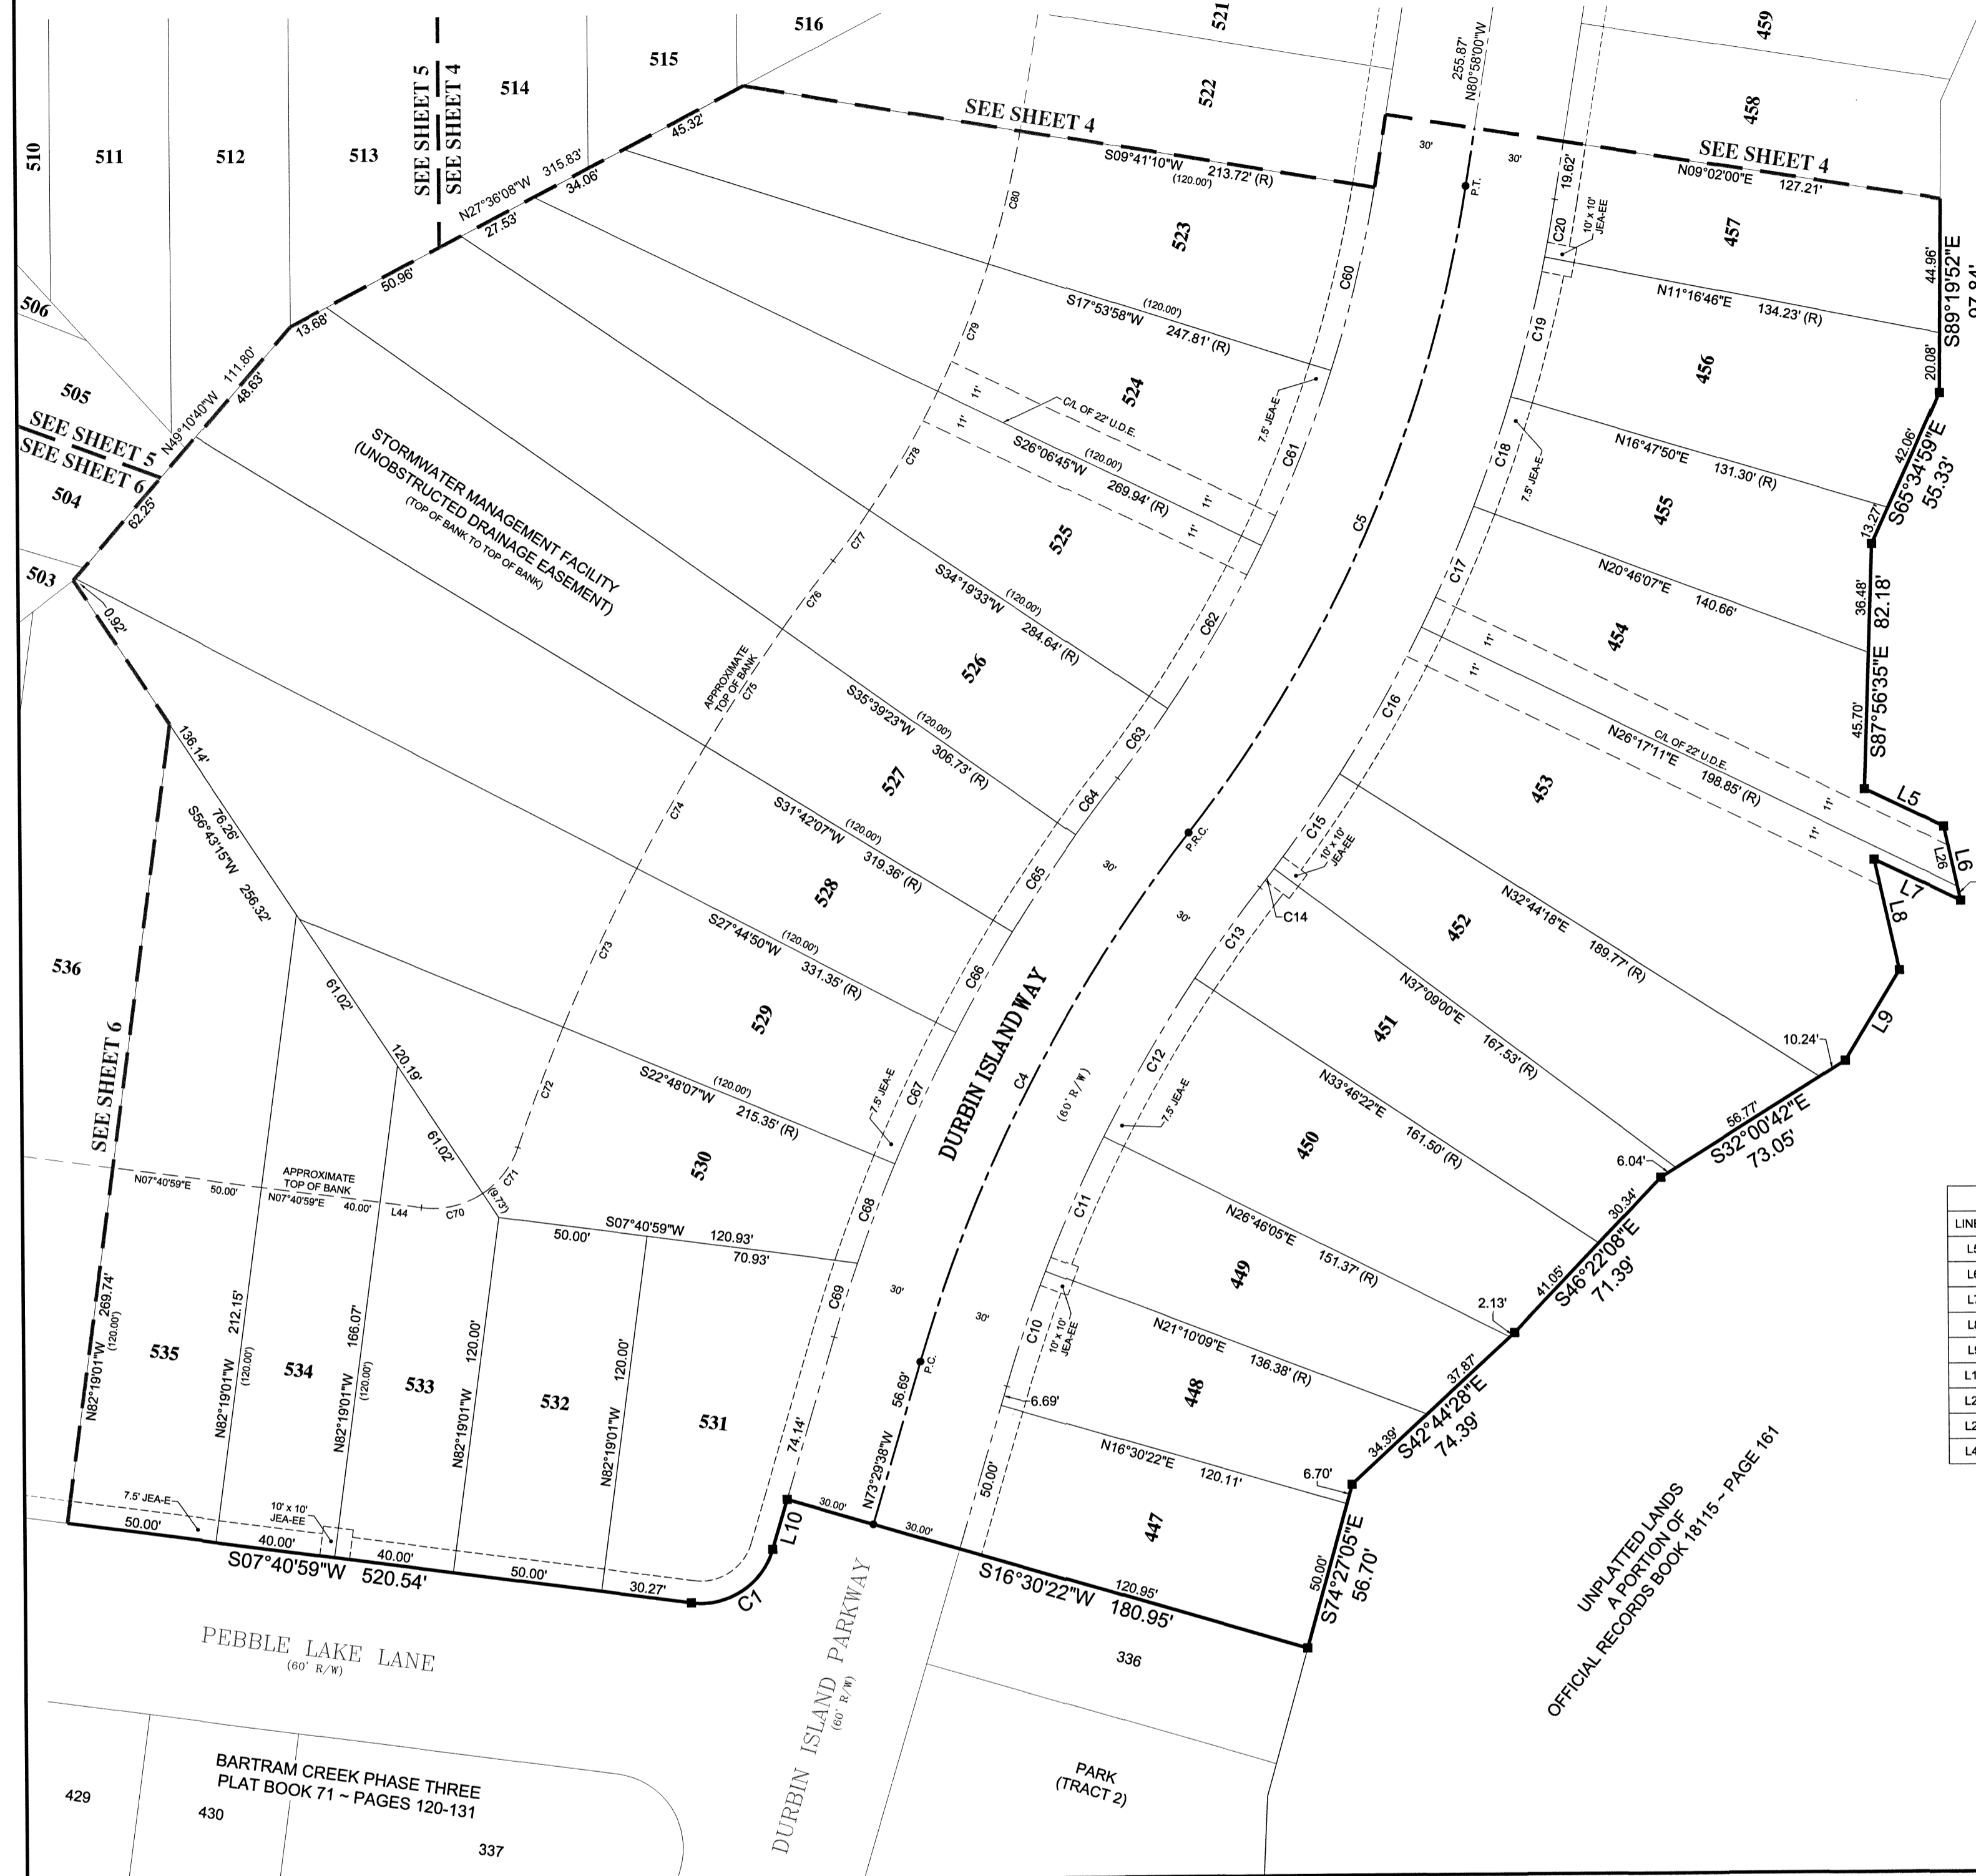 510
511
512
513
SEE SHEET 5
SEE SHEET 4
514
515
516
521
522
255.87'
N80°58'00"W
459
458
SEE SHEET 4
S09°41'10"W 213.72' (R)
(120.00')
30'
30'
SEE SHEET 4
N09°02'00"E 127.21'
19.62'
P.T.
C20
10' x 10'
JEA-EE
457
44.96'
S89°19'52"E
45.32'
N27°36'08"W 315.83'
34.06'
27.53'
50.96'
13.68'
C80
523
C60
N11°16'46"E 134.23' (R)
C19
456
20.08'
506
505
N49°10'40"W 111.80'
48.63'
SEE SHEET 5
SEE SHEET 6
504
62.25'
503
0.92'
S17°53'58"W 247.81' (R)
(120.00')
C79
11'
11'
524
C/L OF 22' U.D.E.
7.5' JEA-E
C61
S26°06'45"W 269.94' (R)
(120.00')
11'
11'
C78
C18
7.5' JEA-E
N16°47'50"E 131.30' (R)
455
42.06'
S65°34'59"E
55.33'
13.27'
STORMWATER MANAGEMENT FACILITY
(UNOBSTRUCTED DRAINAGE EASEMENT)
(TOP OF BANK TO TOP OF BANK)
C77
C76
525
C5
C17
N20°46'07"E 140.66'
454
36.48'
S87°56'35"E 82.18'
45.70'
S34°19'33"W 284.64' (R)
(120.00')
C62
526
11'
11'
C16
APPROXIMATE
TOP OF BANK
C75
S35°39'23"W 306.73' (R)
(120.00')
C63
527
C64
C/L OF 22' U.D.E.
N26°17'11"E 198.85' (R)
11'
11'
453
L5
L6
L26
L7
L8
L9
C74
S31°42'07"W 319.36' (R)
(120.00')
528
C65
P.R.C.
30'
30'
C15
10' x 10'
JEA-EE
C14
C13
N32°44'18"E 189.77' (R)
452
10.24'
136.14'
76.26'
S56°43'15"W 256.32'
536
C73
S27°44'50"W 331.35' (R)
(120.00')
529
C66
DURBIN ISLAND WAY
(60' R/W)
C4
C12
N37°09'00"E 167.53' (R)
451
56.77'
S32°00'42"E
73.05'
6.04'
61.02'
120.19'
61.02'
SEE SHEET 6
C72
S22°48'07"W 215.35' (R)
(120.00')
530
7.5' JEA-E
C67
7.5' JEA-E
N33°46'22"E 161.50' (R)
450
30.34'
S46°22'08"E
71.39'
41.05'
2.13'
APPROXIMATE
TOP OF BANK
N07°40'59"E 50.00'
N07°40'59"E 40.00'
L44
C70
C71
(9.73')
S07°40'59"W 120.93'
50.00'
70.93'
C68
C69
30'
30'
C11
N26°46'05"E 151.37' (R)
449
C10
10' x 10'
JEA-EE
N21°10'09"E 136.38' (R)
37.87'
S42°44'28"E
74.39'
34.39'
N82°19'01"W 269.74'
(120.00')
535
N82°19'01"W 212.15'
(120.00')
534
N82°19'01"W 166.07'
(120.00')
533
N82°19'01"W 120.00'
532
N82°19'01"W 120.00'
531
74.14'
56.69'
P.C.
N73°29'38"W
6.69'
50.00'
448
N16°30'22"E 120.11'
6.70'
447
7.5' JEA-E
10' x 10'
JEA-EE
50.00'
40.00'
40.00'
50.00'
30.27'
S07°40'59"W 520.54'
C1
L10
30.00'
30.00'
S16°30'22"W 180.95'
120.95'
50.00'
S74°27'05"E
56.70'
LINE
UNPLATTED LANDS
A PORTION OF
OFFICIAL RECORDS BOOK 18115 ~ PAGE 161
PEBBLE LAKE LANE
(60' R/W)
DURBIN ISLAND PARKWAY
(60' R/W)
336
PARK
(TRACT 2)
BARTRAM CREEK PHASE THREE
PLAT BOOK 71 ~ PAGES 120-131
429
430
337